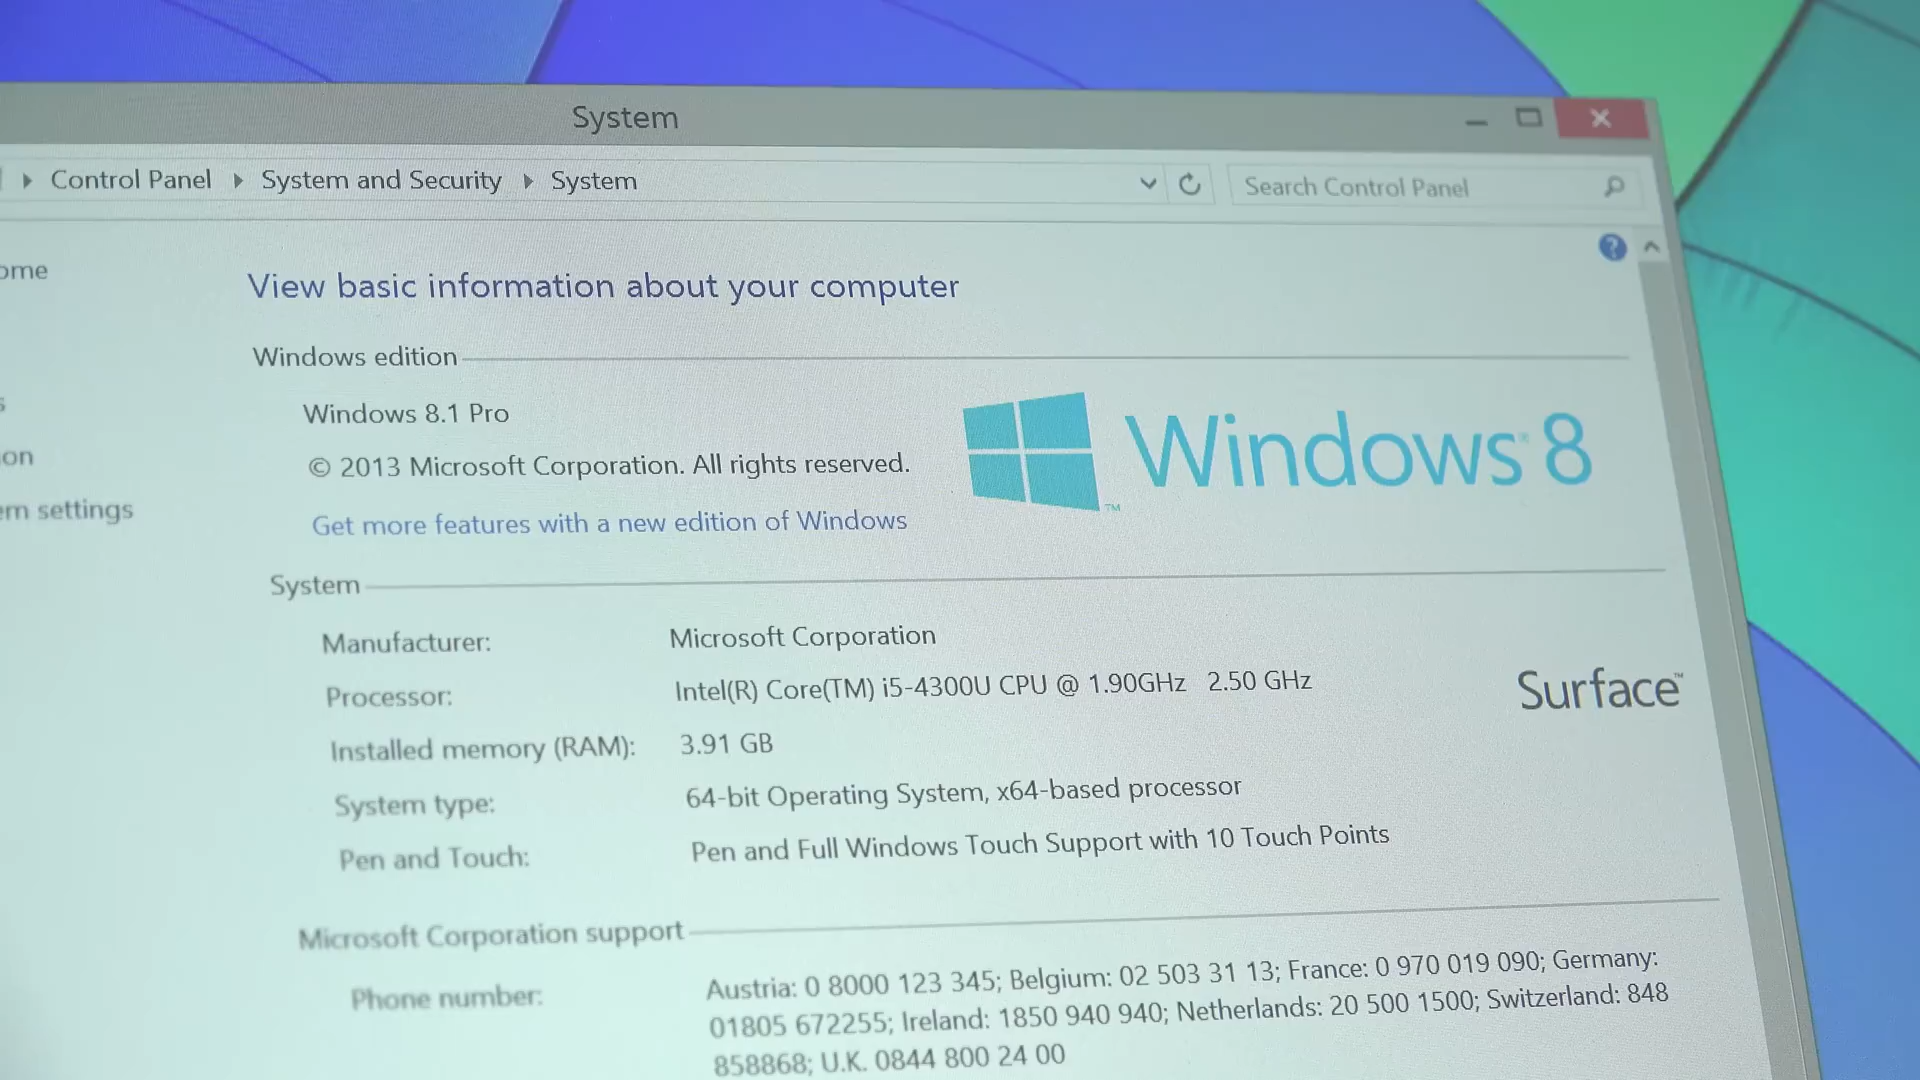 System
Control Panel System and Security System
Search Control Panel
ome
View basic information about your computer
Windows edition
Windows 8.1 Pro
© 2013 Microsoft Corporation. All rights reserved.
Get more features with a new edition of Windows
Windows 8
on
em settings
System
Manufacturer: Microsoft Corporation
Processor: Intel(R) Core(TM) i5-4300U CPU @ 1.90GHz 2.50 GHz
Installed memory (RAM): 3.91 GB
System type: 64-bit Operating System, x64-based processor
Pen and Touch: Pen and Full Windows Touch Support with 10 Touch Points
Surface™
Microsoft Corporation support
Phone number: Austria: 0 8000 123 345; Belgium: 02 503 31 13; France: 0 970 019 090; Germany:
01805 672255; Ireland: 1850 940 940; Netherlands: 20 500 1500; Switzerland: 848
858868; U.K. 0844 800 24 00